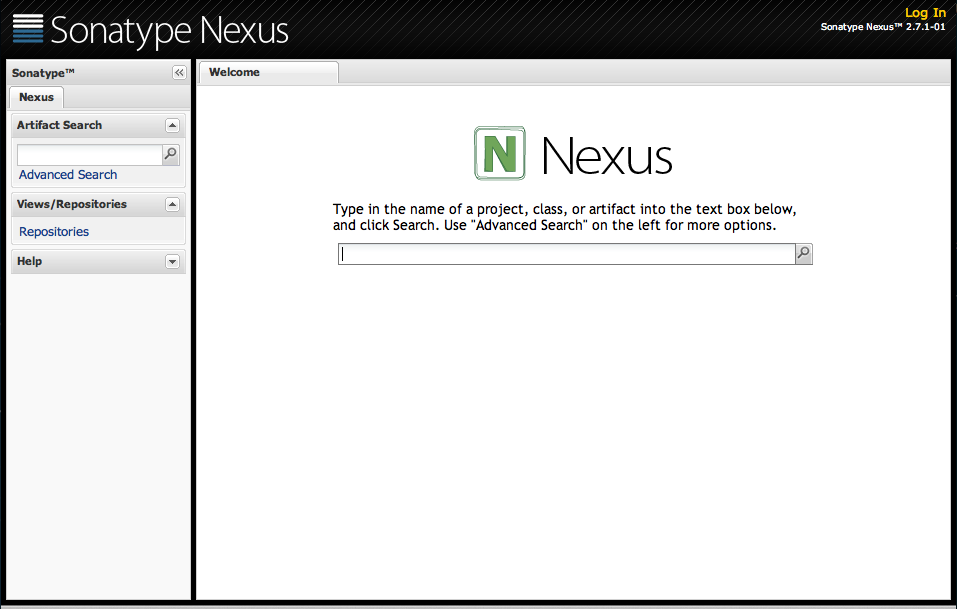 Sonatype Nexus
Log In
Sonatype Nexus™ 2.7.1-01
Sonatype™
Nexus
Artifact Search
Advanced Search
Views/Repositories
Repositories
Help
Welcome
N Nexus
Type in the name of a project, class, or artifact into the text box below,
and click Search. Use "Advanced Search" on the left for more options.